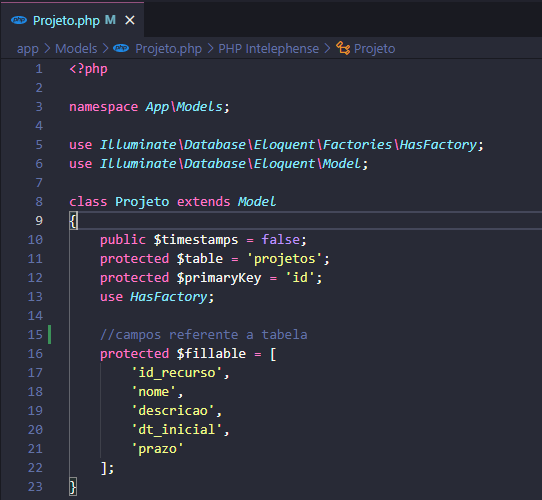 php Projeto.php M ×
app > Models > php Projeto.php > PHP Intelephense > Projeto
1 <?php
2
3 namespace App\Models;
4
5 use Illuminate\Database\Eloquent\Factories\HasFactory;
6 use Illuminate\Database\Eloquent\Model;
7
8 class Projeto extends Model
9 {
10     public $timestamps = false;
11     protected $table = 'projetos';
12     protected $primaryKey = 'id';
13     use HasFactory;
14
15     //campos referente a tabela
16     protected $fillable = [
17         'id_recurso',
18         'nome',
19         'descricao',
20         'dt_inicial',
21         'prazo'
22     ];
23 }